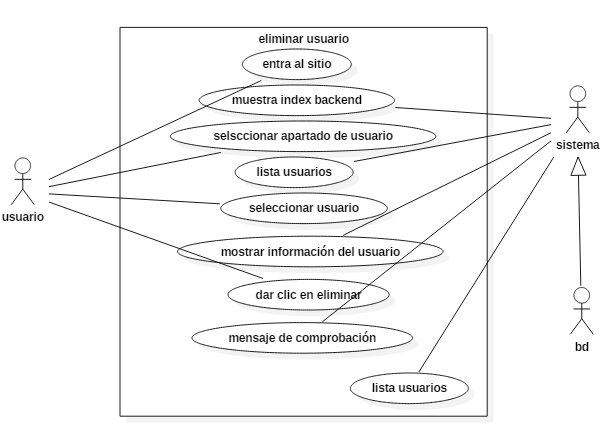 eliminar usuario
entra al sitio
muestra index backend
selsccionar apartado de usuario
sistema
lista usuarios
seleccionar usuario
usuario
mostrar información del usuario
dar clic en eliminar
mensaje de comprobación
bd
lista usuarios